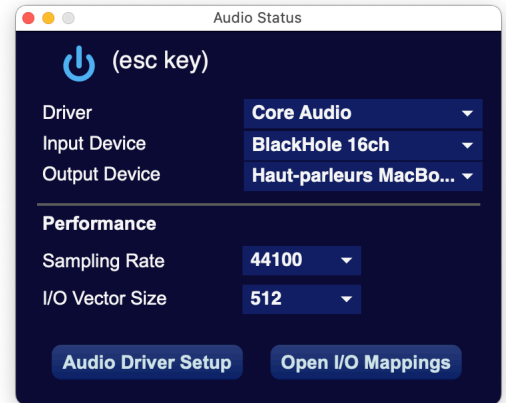 Audio Status
(esc key)
Driver Core Audio
Input Device BlackHole 16ch
Output Device Haut-parleurs MacBo...
Performance
Sampling Rate 44100
I/O Vector Size 512
Audio Driver Setup Open I/O Mappings